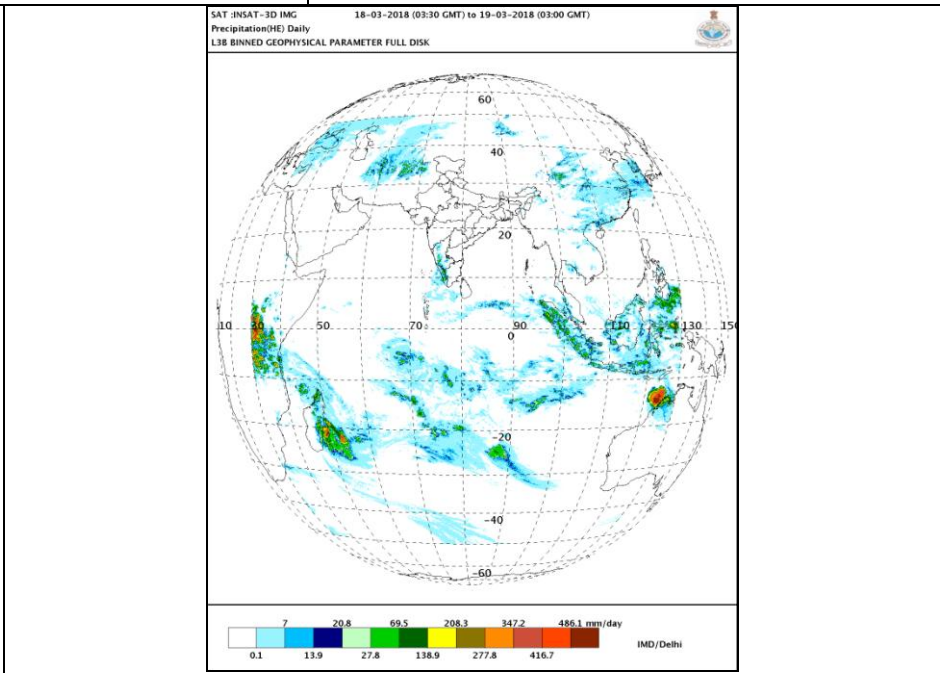 SAT :INSAT-3D IMG 18-03-2018 (03:30 GMT) to 19-03-2018 (03:00 GMT)
Precipitation(HE) Daily
L3B BINNED GEOPHYSICAL PARAMETER FULL DISK
60
40
20
10 30 50 70 90 110 130 150
0
-20
-40
-60
7 20.8 69.5 208.3 347.2 486.1 mm/day
0.1 13.9 27.8 138.9 277.8 416.7
IMD/Delhi